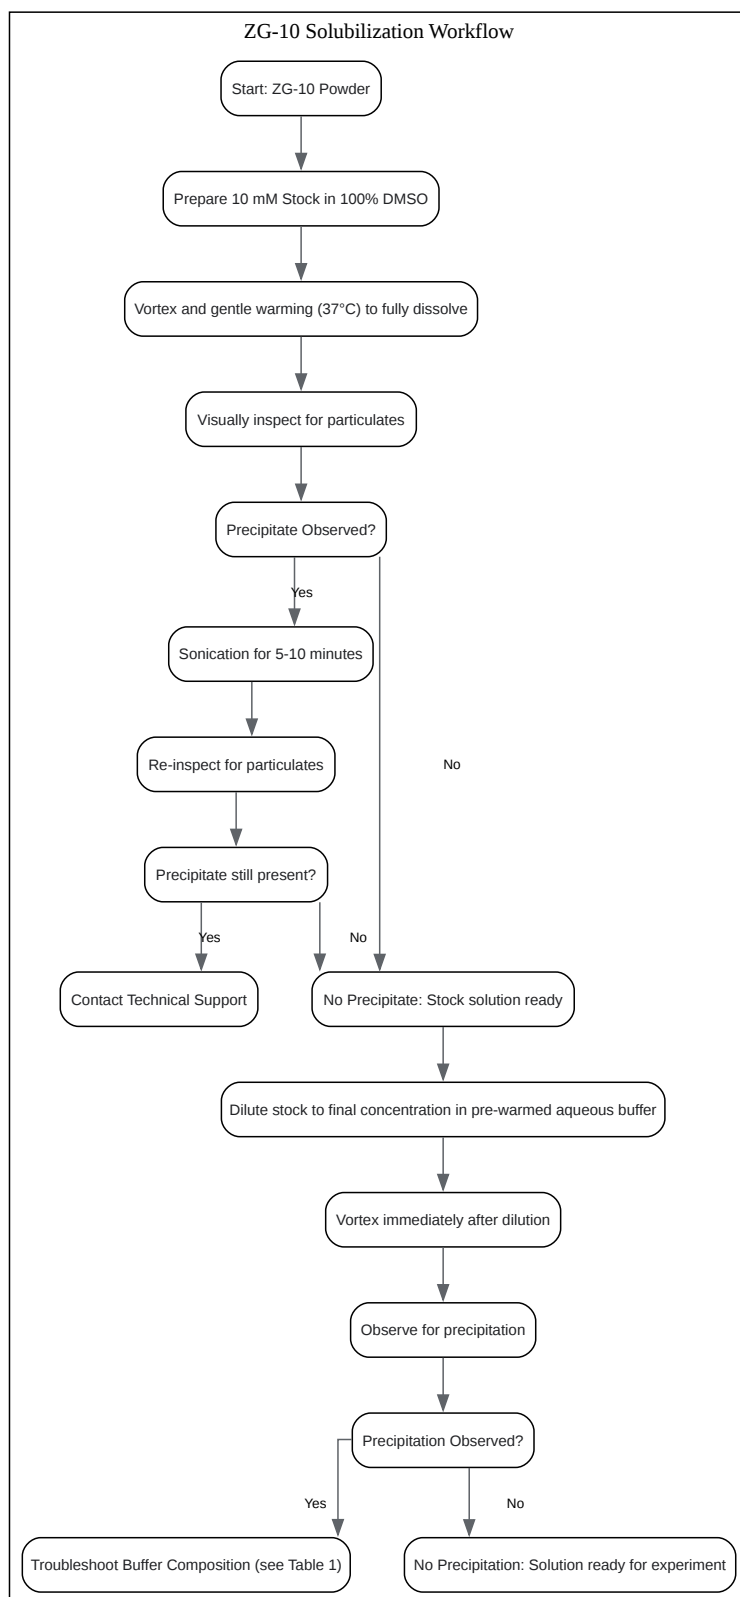 ZG-10 Solubilization Workflow
Start: ZG-10 Powder
Prepare 10 mM Stock in 100% DMSO
Vortex and gentle warming (37°C) to fully dissolve
Visually inspect for particulates
Precipitate Observed?
Yes
Sonication for 5-10 minutes
Re-inspect for particulates
No
Precipitate still present?
Yes
No
Contact Technical Support
No Precipitate: Stock solution ready
Dilute stock to final concentration in pre-warmed aqueous buffer
Vortex immediately after dilution
Observe for precipitation
Precipitation Observed?
Yes
No
Troubleshoot Buffer Composition (see Table 1)
No Precipitation: Solution ready for experiment